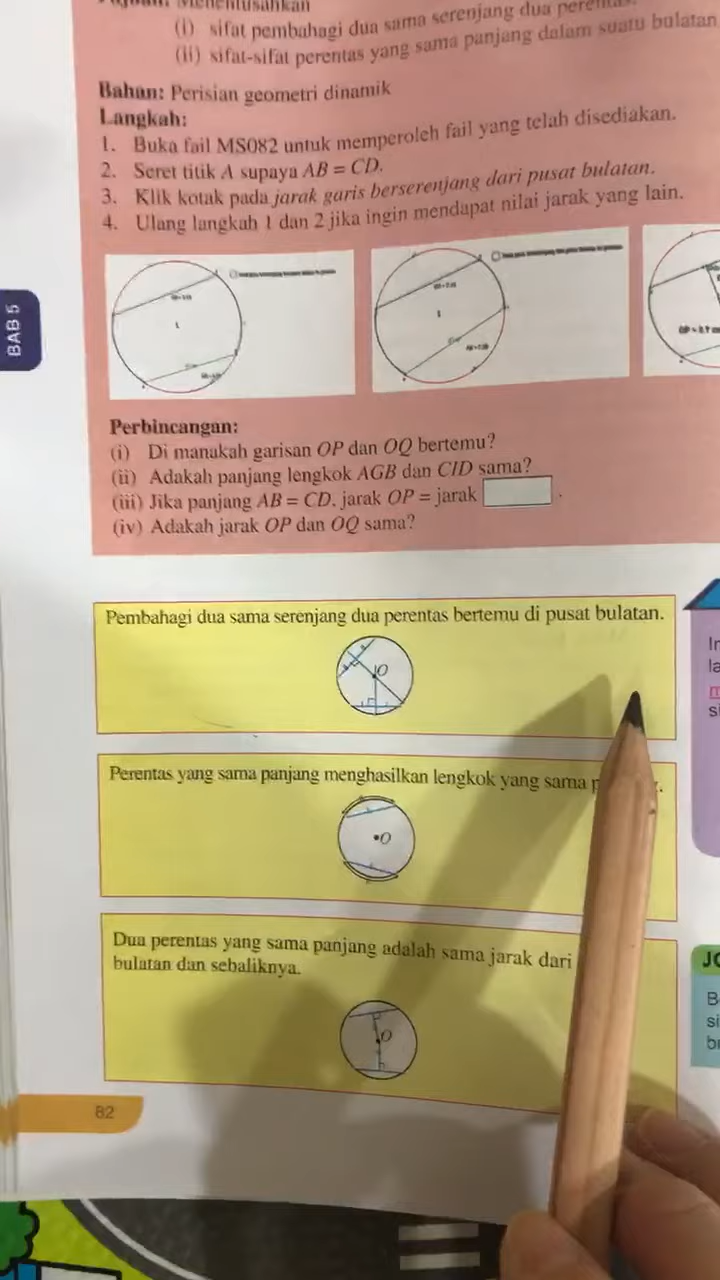 Menentusahkan
(i) sifat pembahagi dua sama serenjang dua perentas
(ii) sifat-sifat perentas yang sama panjang dalam suatu bulatan
Bahan: Perisian geometri dinamik
Langkah:
1. Buka fail MS082 untuk memperoleh fail yang telah disediakan.
2. Seret titik A supaya AB = CD.
3. Klik kotak pada jarak garis berserenjang dari pusat bulatan.
4. Ulang langkah 1 dan 2 jika ingin mendapat nilai jarak yang lain.
BAB 5
Perbincangan:
(i) Di manakah garisan OP dan OQ bertemu?
(ii) Adakah panjang lengkok AGB dan CID sama?
(iii) Jika panjang AB = CD, jarak OP = jarak .
(iv) Adakah jarak OP dan OQ sama?
Pembahagi dua sama serenjang dua perentas bertemu di pusat bulatan.
O
Perentas yang sama panjang menghasilkan lengkok yang sama
O
Dua perentas yang sama panjang adalah sama jarak dari
bulatan dan sebaliknya.
O
82